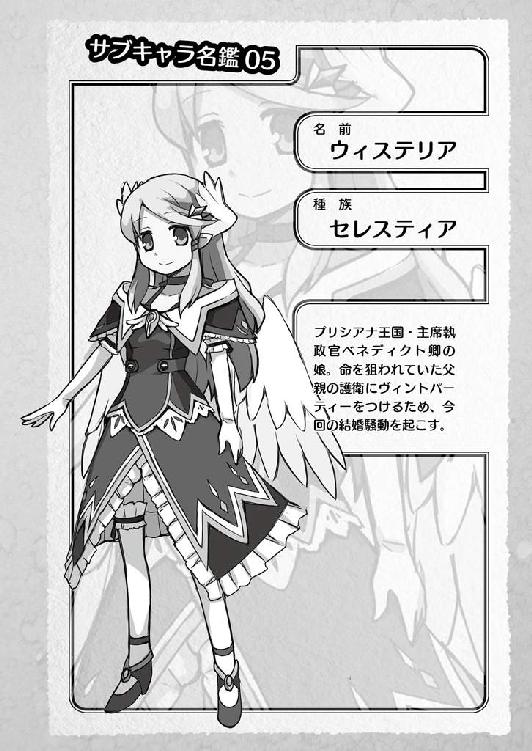 サブキャラ名鑑05
名前
ウィステリア
種族
セレスティア
プリシアナ王国・主席執
政官ベネディクト卿の
娘。命を狙われていた父
親の護衛にヴィントパー
ティーをつけるため、今
回の結婚騒動を起こす。